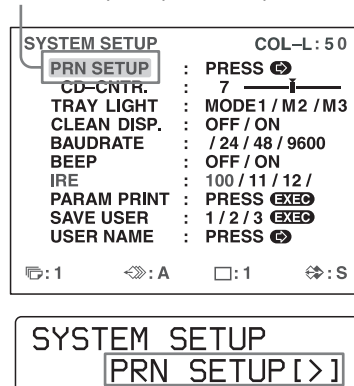 SYSTEM SETUP COL–L:50
PRN SETUP : PRESS
CD–CNTR. : 7
TRAY LIGHT : MODE1 / M2 / M3
CLEAN DISP. : OFF / ON
BAUDRATE : / 24 / 48 / 9600
BEEP : OFF / ON
IRE : 100 / 11 / 12 /
PARAM PRINT : PRESS EXEC
SAVE USER : 1 / 2 / 3 EXEC
USER NAME : PRESS
:1 :A :1 :S
SYSTEM SETUP
PRN SETUP[>]